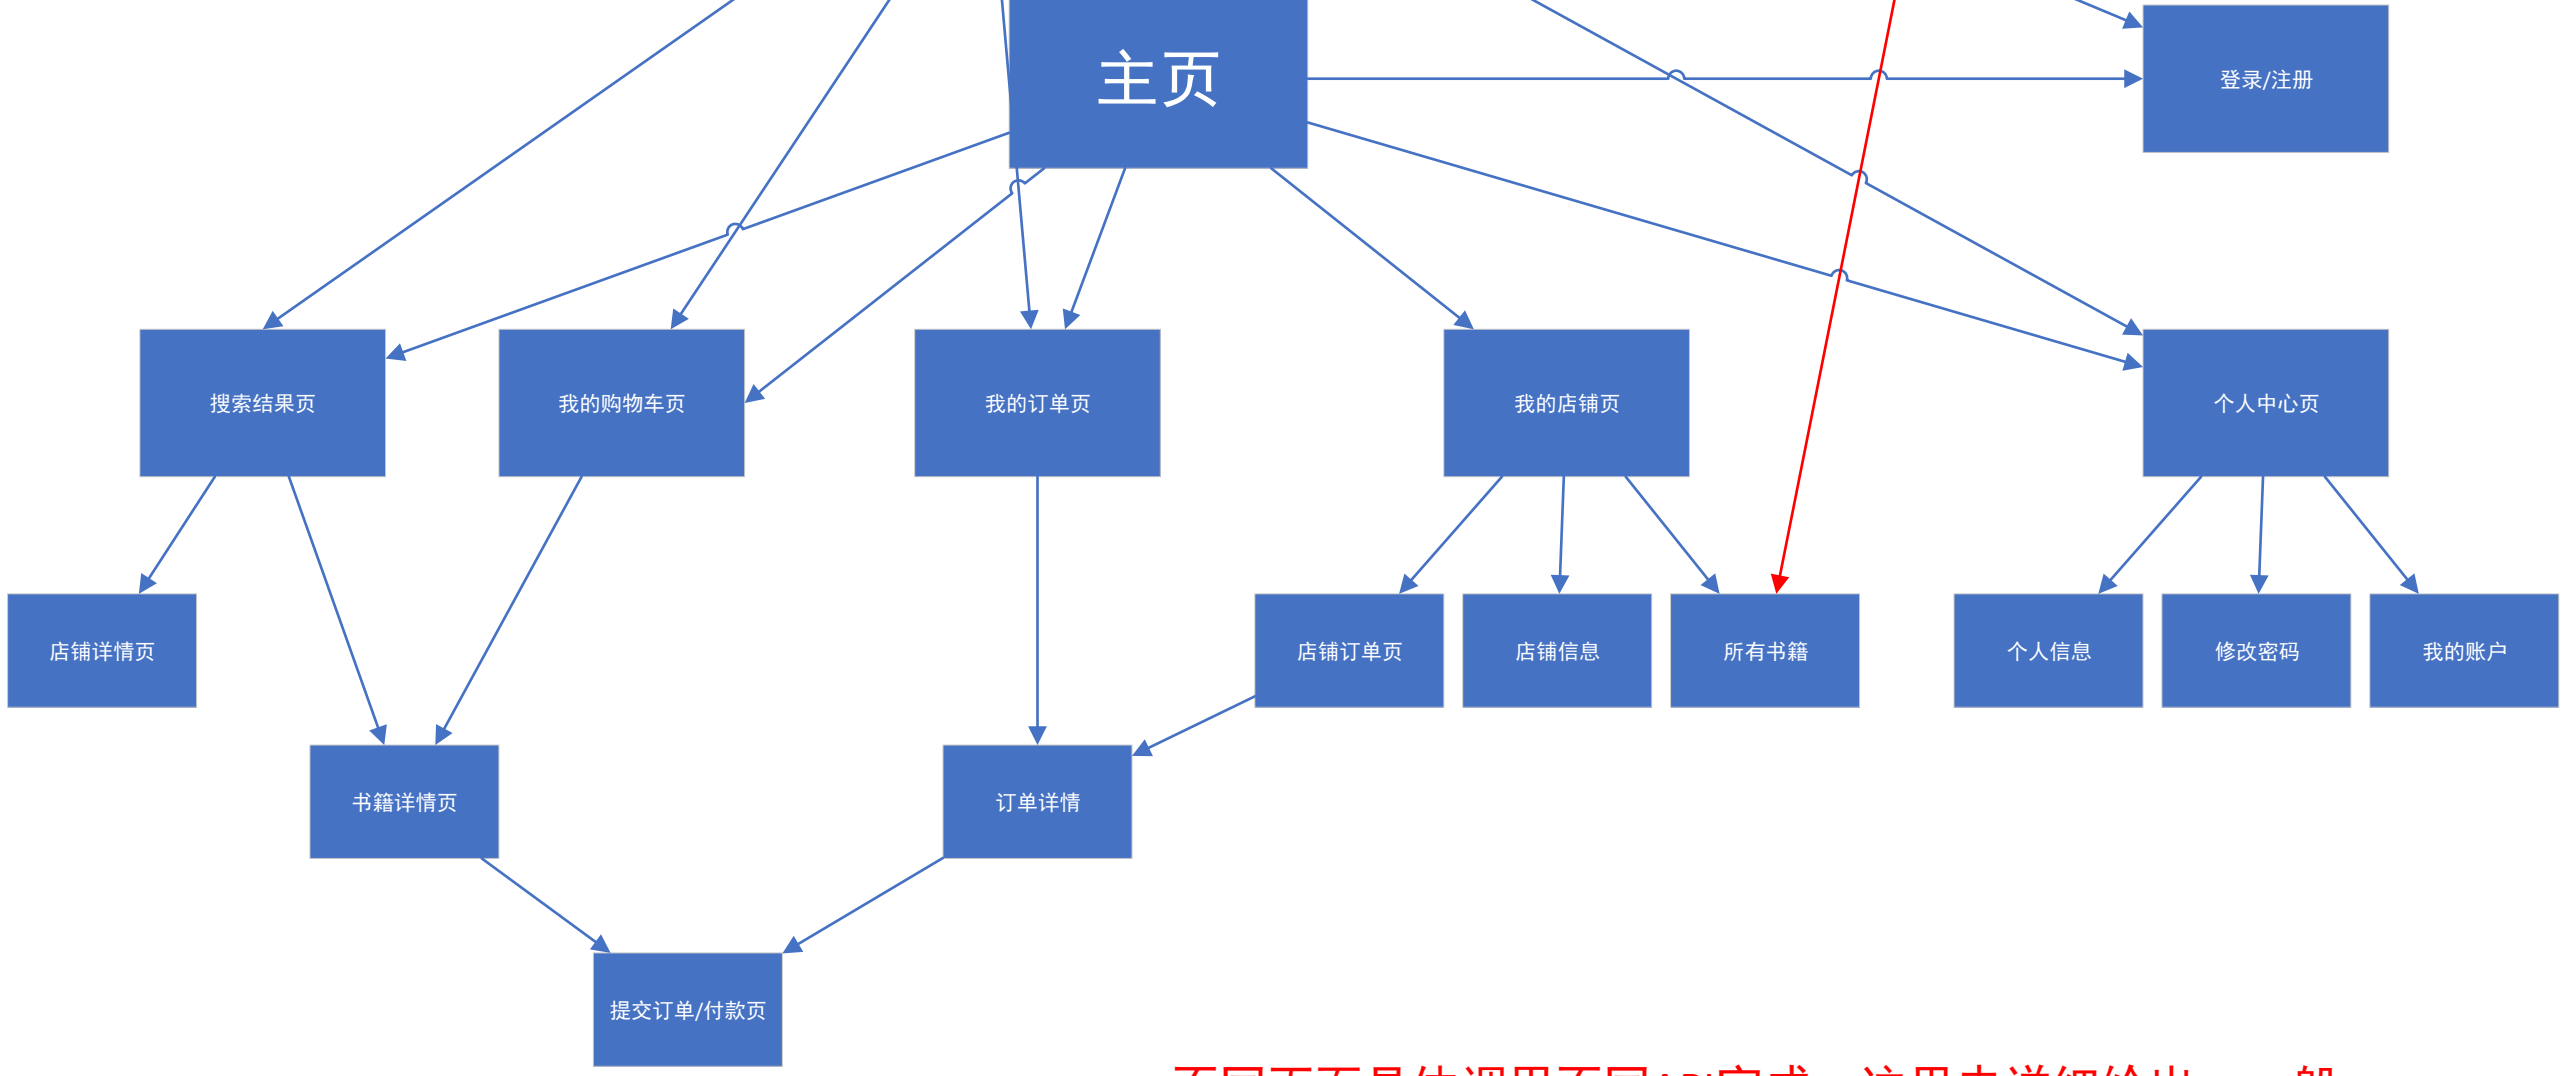 主页
登录/注册
搜索结果页
我的购物车页
我的订单页
我的店铺页
个人中心页
店铺详情页
店铺订单页
店铺信息
所有书籍
个人信息
修改密码
我的账户
书籍详情页
订单详情
提交订单/付款页